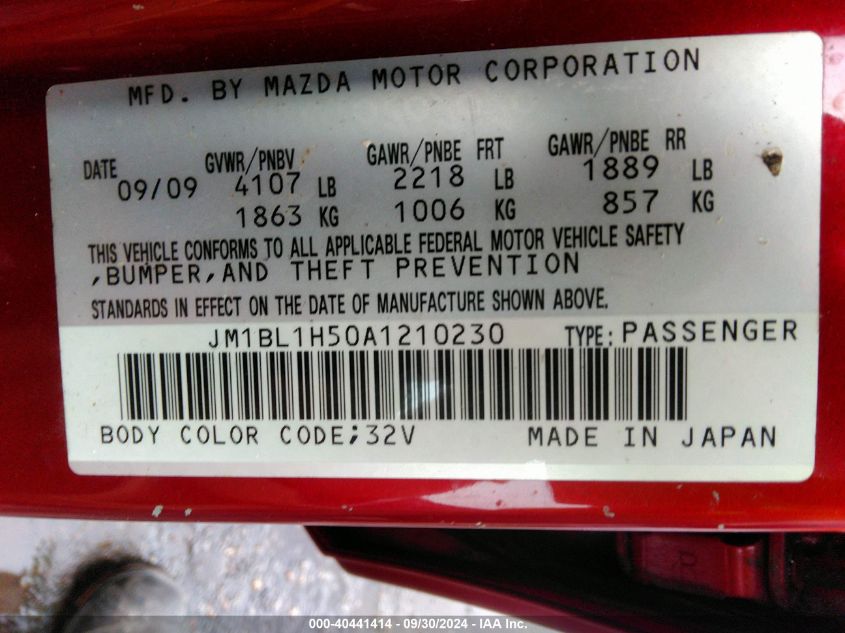 MFD. BY MAZDA MOTOR CORPORATION
DATE GVWR/PNBV GAWR/PNBE FRT GAWR/PNBE RR
09/09 4107 LB 2218 LB 1889 LB
1863 KG 1006 KG 857 KG
THIS VEHICLE CONFORMS TO ALL APPLICABLE FEDERAL MOTOR VEHICLE SAFETY
,BUMPER,AND THEFT PREVENTION
STANDARDS IN EFFECT ON THE DATE OF MANUFACTURE SHOWN ABOVE.
JM1BL1H50A1210230 TYPE: PASSENGER
BODY COLOR CODE;32V MADE IN JAPAN
000-40441414 - 09/30/2024 - IAA Inc.